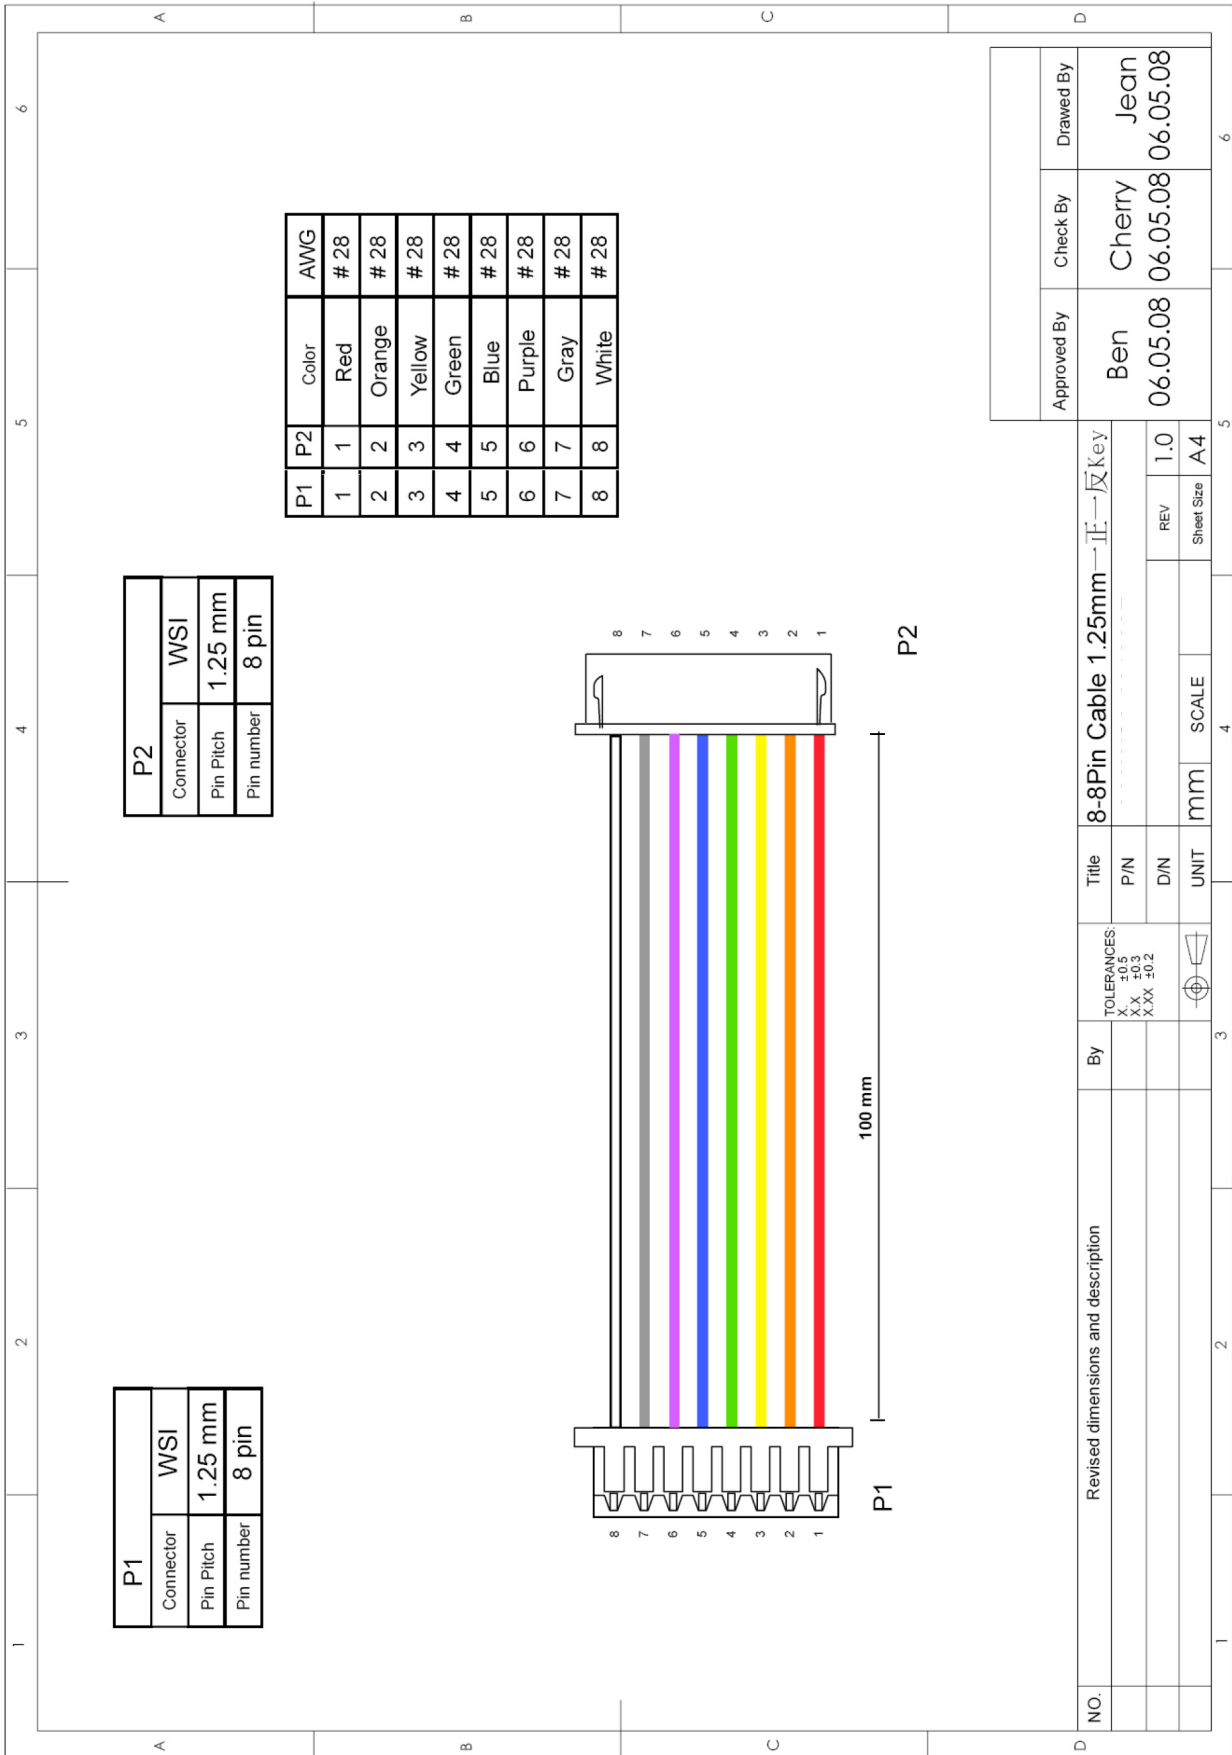 1 2 3 4 5 6
A
B
C
D
A
B
C
D
P1
Connector WSI
Pin Pitch 1.25 mm
Pin number 8 pin
P2
Connector WSI
Pin Pitch 1.25 mm
Pin number 8 pin
P1 P2 Color AWG
1 1 Red # 28
2 2 Orange # 28
3 3 Yellow # 28
4 4 Green # 28
5 5 Blue # 28
6 6 Purple # 28
7 7 Gray # 28
8 8 White # 28
8 8
7 7
6 6
5 5
4 4
3 3
2 2
1 1
100 mm
P1
P2
NO. Revised dimensions and description By
TOLERANCES:
X. ±0.5
X.X ±0.3
X.XX ±0.2
Title 8-8Pin Cable 1.25mm一正一反Key
P/N
D/N REV 1.0
UNIT mm SCALE Sheet Size A4
Approved By Check By Drawed By
Ben Cherry Jean
06.05.08 06.05.08 06.05.08
1 2 3 4 5 6